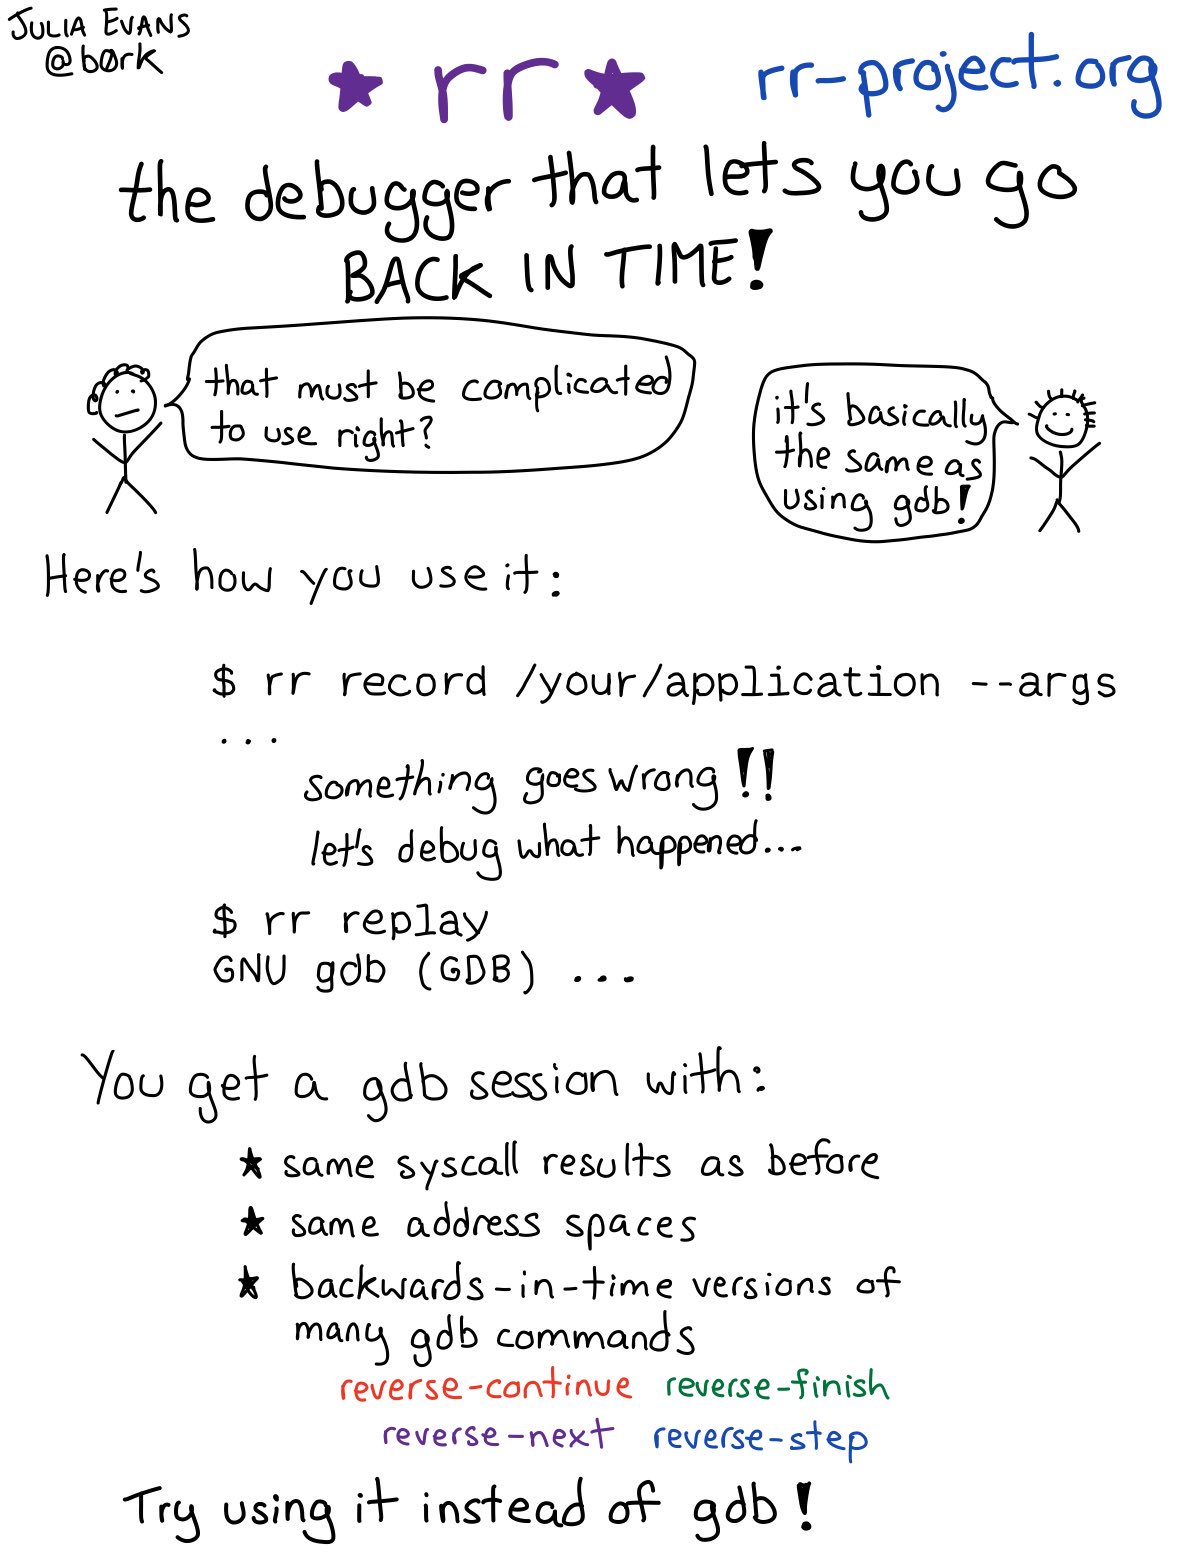 JULIA EVANS
@b0rk
★ rr ★
rr-project.org
the debugger that lets you go
BACK IN TIME!
that must be complicated
to use right?
it's basically
the same as
using gdb!
Here's how you use it:
$ rr record /your/application --args
...
something goes wrong!!
let's debug what happened...
$ rr replay
GNU gdb (GDB) ...
You get a gdb session with:
★ same syscall results as before
★ same address spaces
★ backwards-in-time versions of
many gdb commands
reverse-continue reverse-finish
reverse-next reverse-step
Try using it instead of gdb!